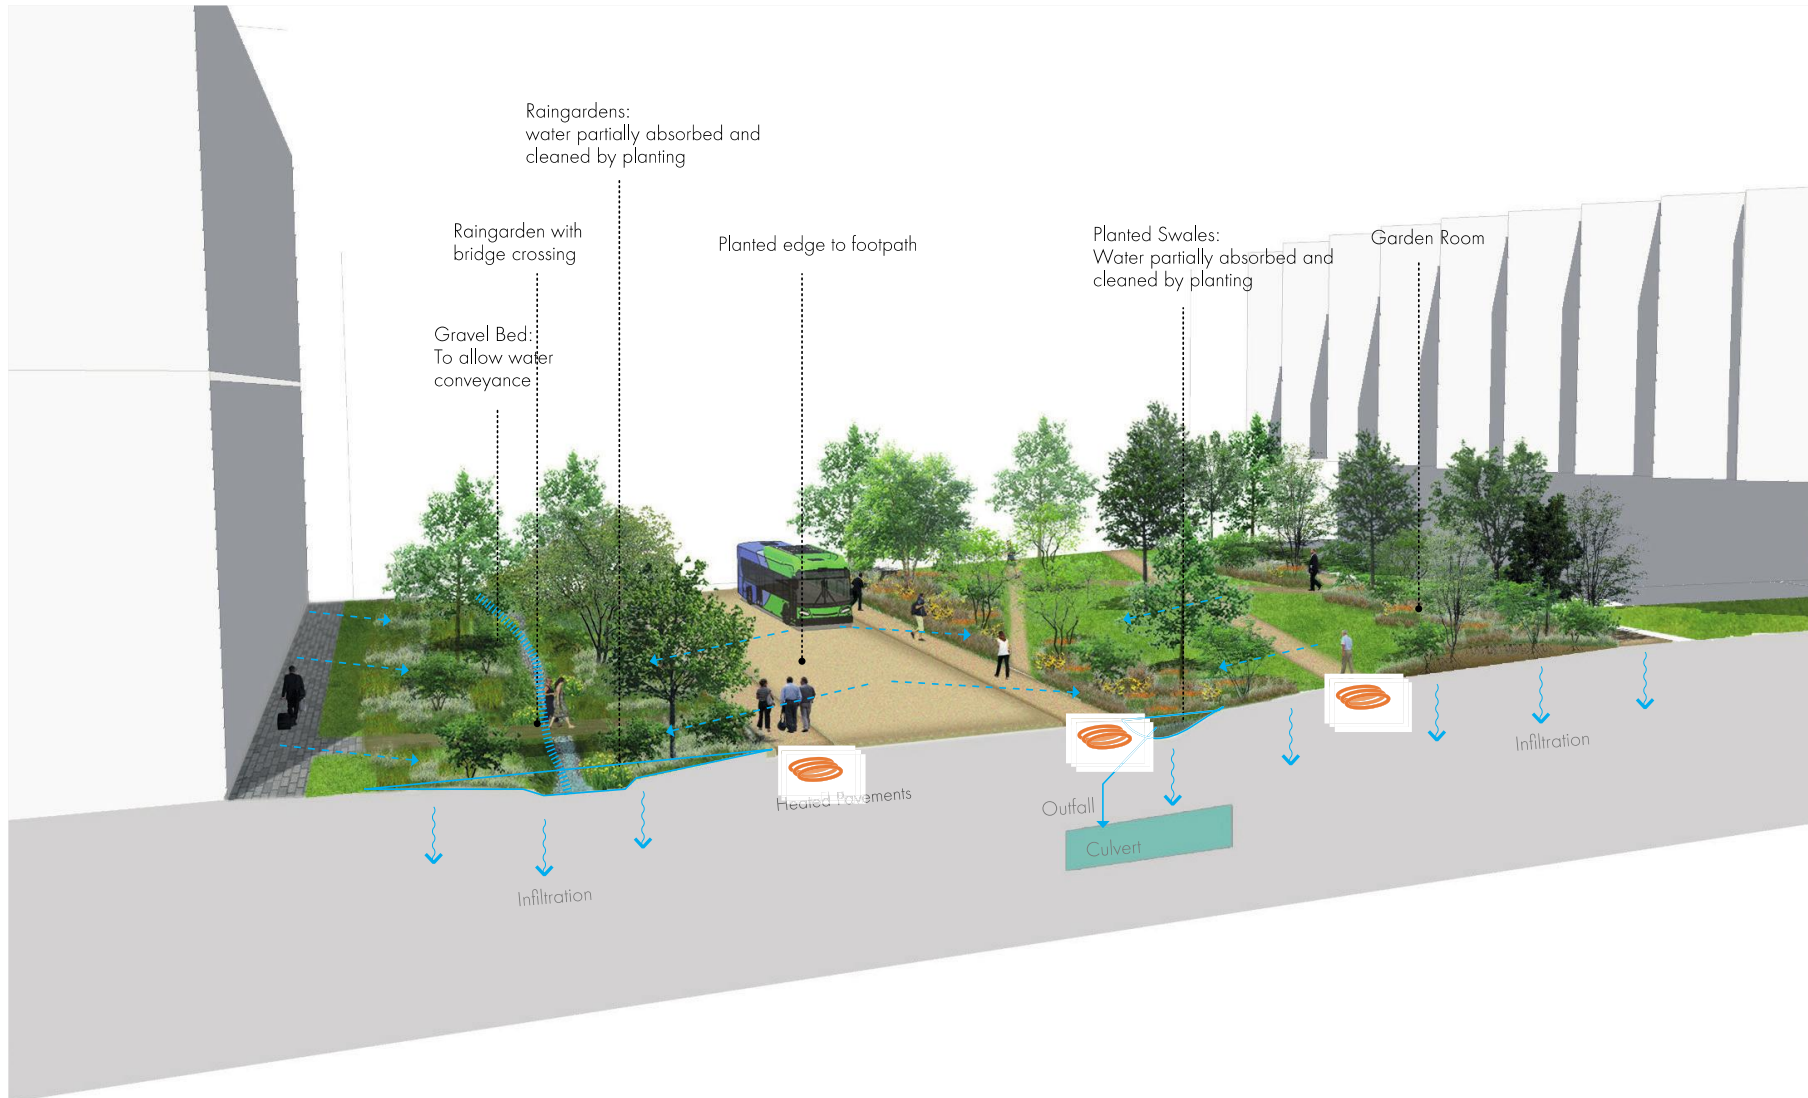 Raingardens:
water partially absorbed and
cleaned by planting
Raingarden with
bridge crossing
Planted edge to footpath
Planted Swales:
Water partially absorbed and
cleaned by planting
Garden Room
Gravel Bed:
To allow water
conveyance
Infiltration
Heated Pavements
Outfall
Culvert
Infiltration